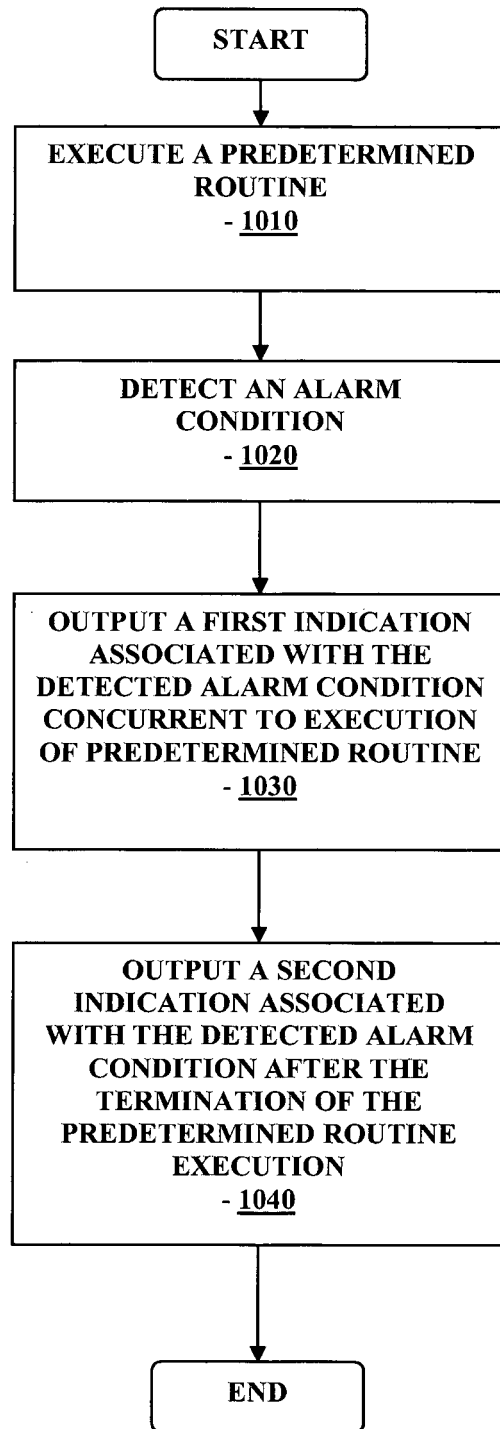 START
EXECUTE A PREDETERMINED
ROUTINE
- 1010
DETECT AN ALARM
CONDITION
- 1020
OUTPUT A FIRST INDICATION
ASSOCIATED WITH THE
DETECTED ALARM CONDITION
CONCURRENT TO EXECUTION
OF PREDETERMINED ROUTINE
- 1030
OUTPUT A SECOND
INDICATION ASSOCIATED
WITH THE DETECTED ALARM
CONDITION AFTER THE
TERMINATION OF THE
PREDETERMINED ROUTINE
EXECUTION
- 1040
END